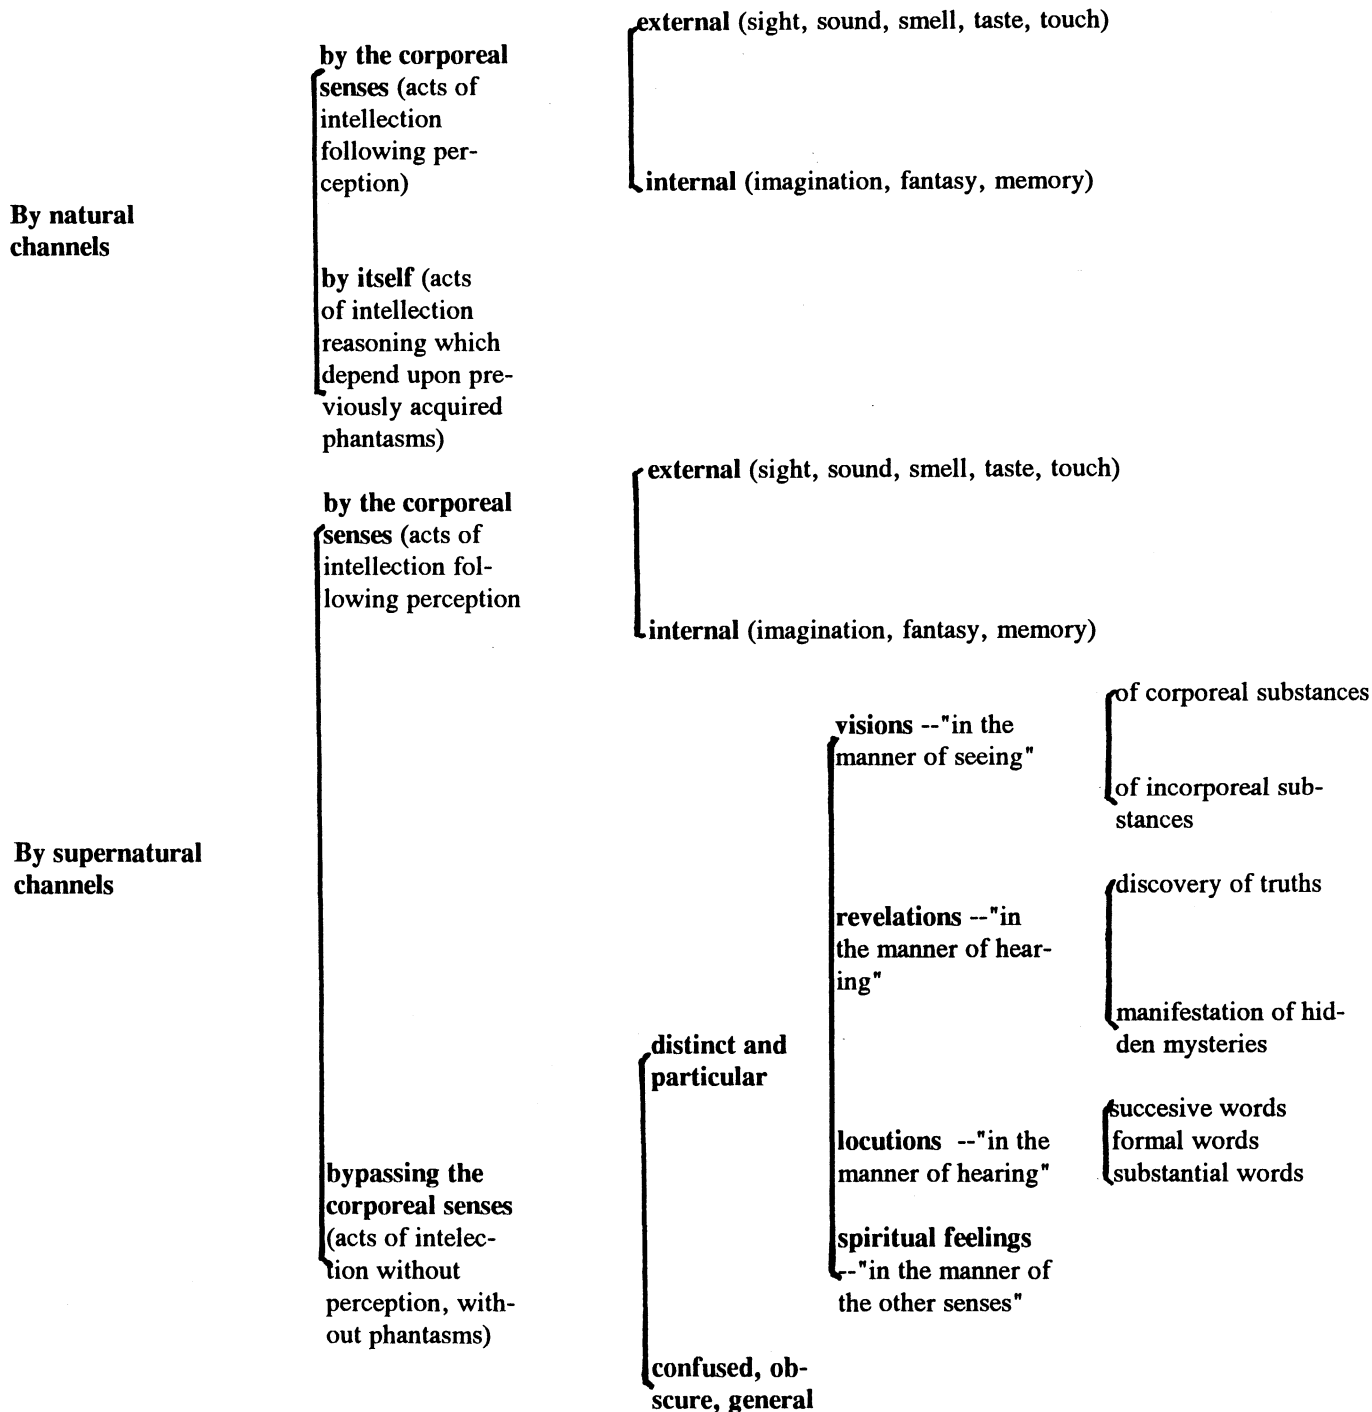 external (sight, sound, smell, taste, touch)
by the corporeal
senses (acts of
intellection
following per-
ception)
internal (imagination, fantasy, memory)
By natural
channels
by itself (acts
of intellection
reasoning which
depend upon pre-
viously acquired
phantasms)
external (sight, sound, smell, taste, touch)
by the corporeal
senses (acts of
intellection fol-
lowing perception
internal (imagination, fantasy, memory)
By supernatural
channels
bypassing the
corporeal senses
(acts of intelec-
tion without
perception, with-
out phantasms)
distinct and
particular
visions --"in the
manner of seeing"
of corporeal substances
of incorporeal sub-
stances
revelations --"in
the manner of hear-
ing"
discovery of truths
manifestation of hid-
den mysteries
locutions --"in the
manner of hearing"
succesive words
formal words
substantial words
spiritual feelings
--"in the manner of
the other senses"
confused, ob-
scure, general